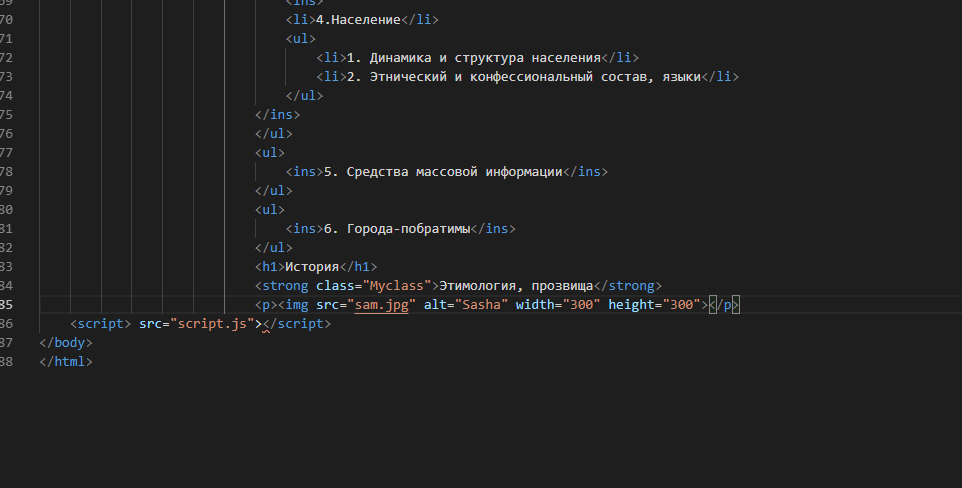 <ins>
70 <li>4.Население</li>
71 <ul>
72 <li>1. Динамика и структура населения</li>
73 <li>2. Этнический и конфессиональный состав, языки</li>
74 </ul>
75 </ins>
76 </ul>
77 <ul>
78 <ins>5. Средства массовой информации</ins>
79 </ul>
80 <ul>
81 <ins>6. Города-побратимы</ins>
82 </ul>
83 <h1>История</h1>
84 <strong class="Myclass">Этимология, прозвища</strong>
85 <p><img src="sam.jpg" alt="Sasha" width="300" height="300"></p>
86 <script> src="script.js"></script>
87 </body>
88 </html>